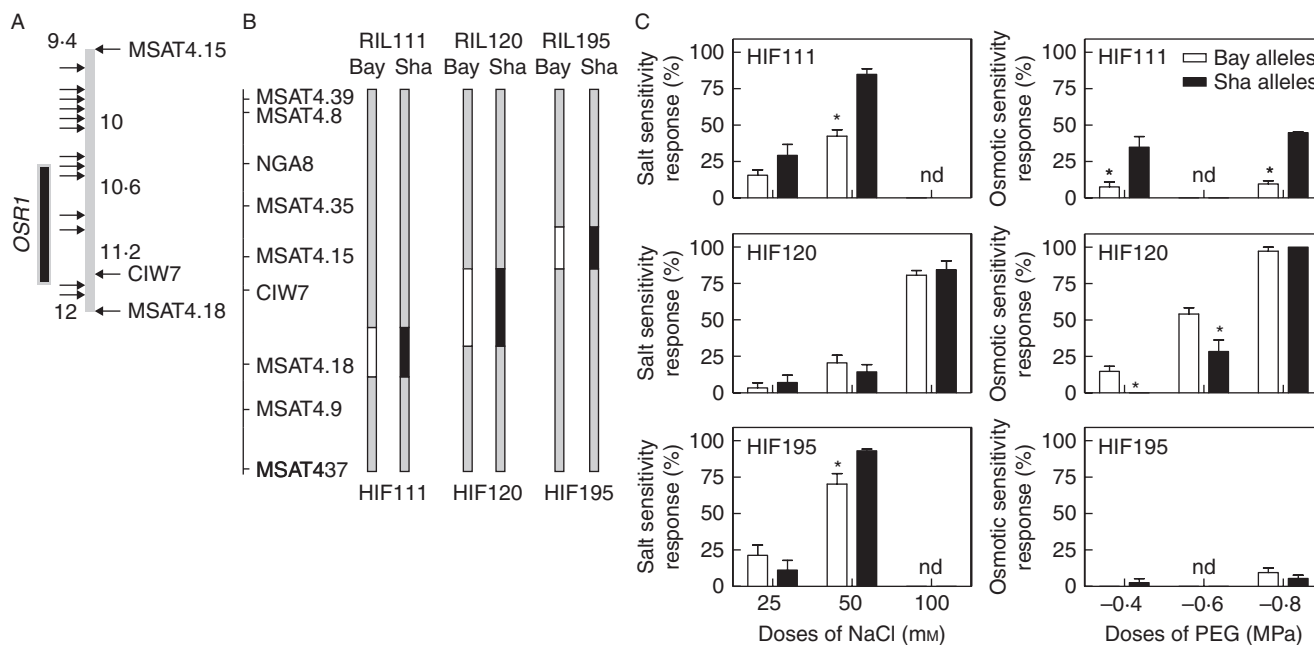 A
9·4
MSAT4.15
10
10·6
OSR1
11·2
CIW7
12
MSAT4.18
B
RIL111 RIL120 RIL195
Bay Sha Bay Sha Bay Sha
MSAT4.39
MSAT4.8
NGA8
MSAT4.35
MSAT4.15
CIW7
MSAT4.18
MSAT4.9
MSAT437
HIF111 HIF120 HIF195
C
Salt sensitivity
response (%)
100
75
50
25
0
HIF111
*
nd
Osmotic sensitivity
response (%)
100
75
50
25
0
HIF111
Bay alleles
Sha alleles
*
nd
*
Salt sensitivity
response (%)
100
75
50
25
0
HIF120
Osmotic sensitivity
response (%)
100
75
50
25
0
HIF120
*
*
Salt sensitivity
response (%)
100
75
50
25
0
HIF195
*
nd
25 50 100
Doses of NaCl (mM)
Osmotic sensitivity
response (%)
100
75
50
25
0
HIF195
nd
–0·4 –0·6 –0·8
Doses of PEG (MPa)